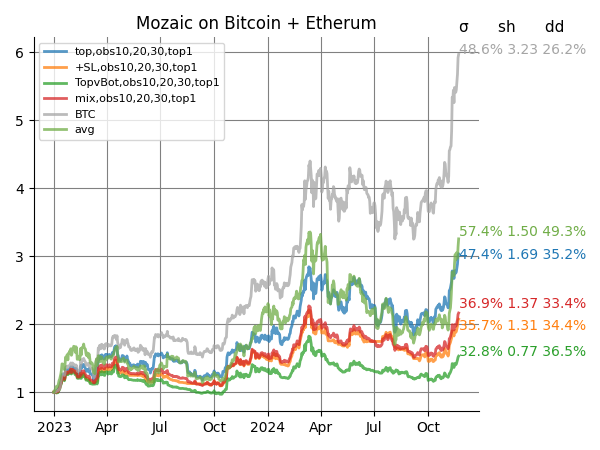 Mozaic on Bitcoin + Etherum
σ sh dd
48.6% 3.23 26.2%
57.4% 1.50 49.3%
47.4% 1.69 35.2%
36.9% 1.37 33.4%
35.7% 1.31 34.4%
32.8% 0.77 36.5%
top,obs10,20,30,top1
+SL,obs10,20,30,top1
TopvBot,obs10,20,30,top1
mix,obs10,20,30,top1
BTC
avg
6
5
4
3
2
1
2023 Apr Jul Oct 2024 Apr Jul Oct